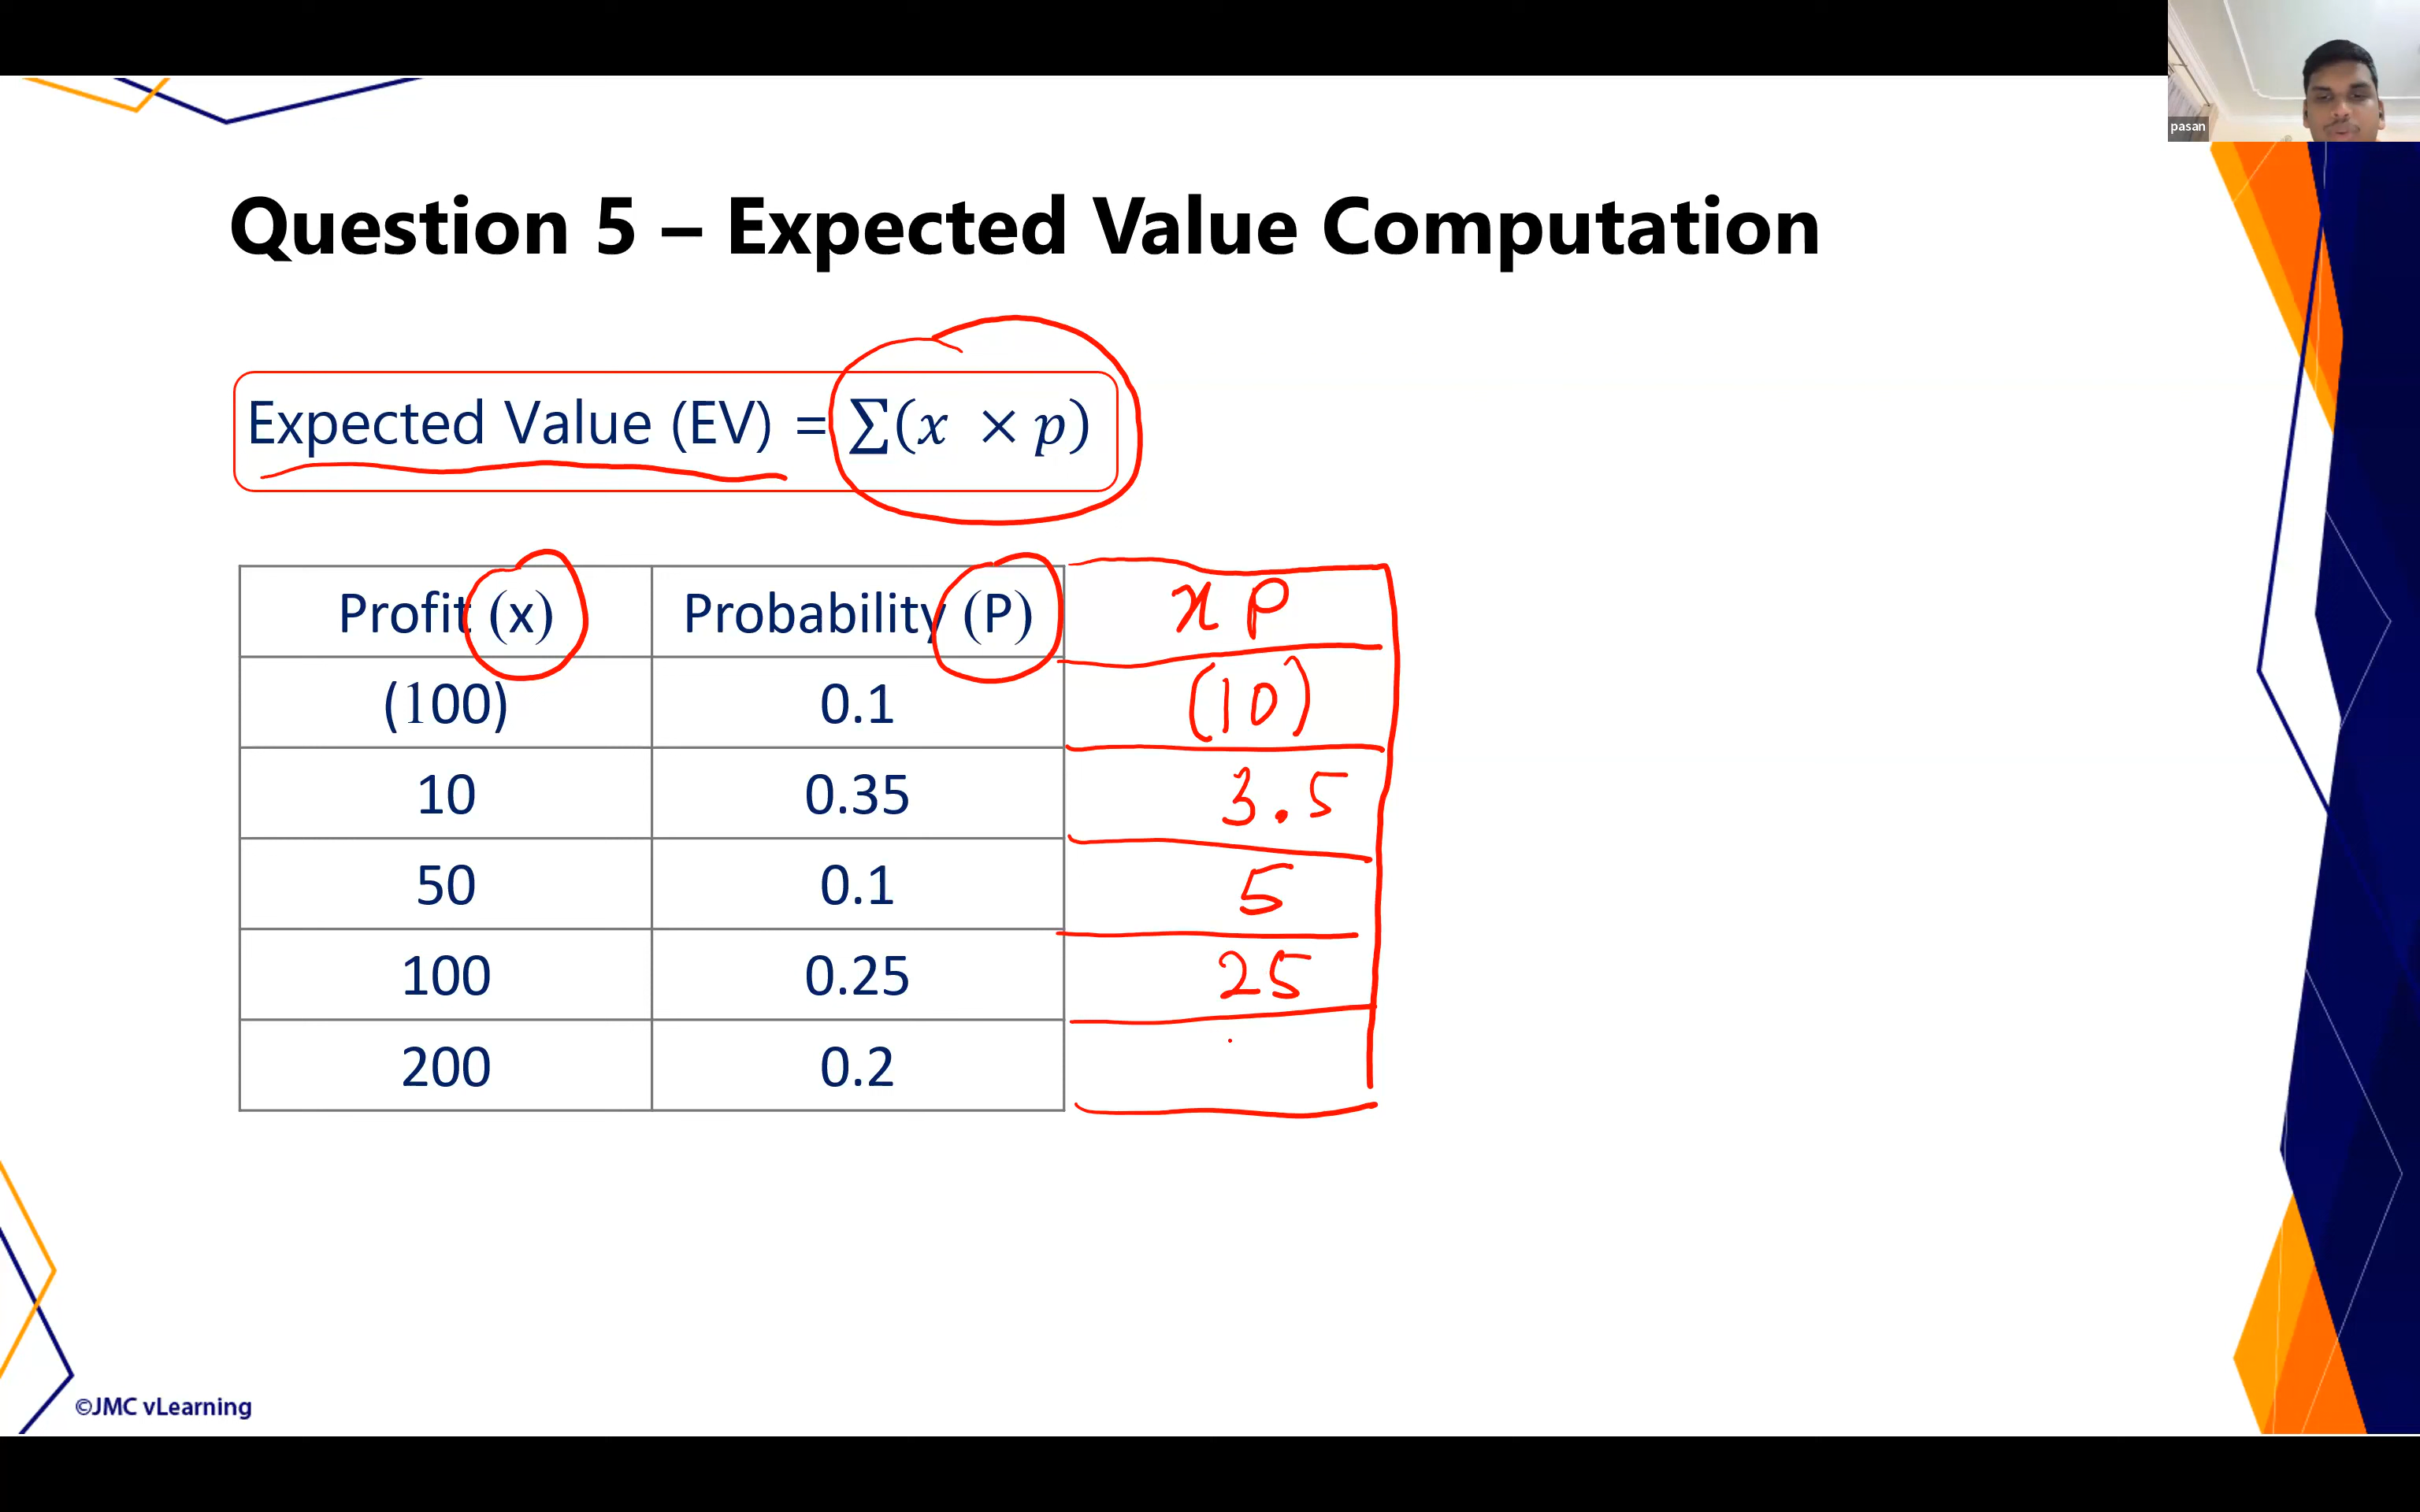 pasan
Question 5 – Expected Value Computation
Expected Value (EV) = ∑(x × p)
Profit (x) Probability (P) x P
(100) 0.1 (10)
10 0.35 3.5
50 0.1 5
100 0.25 25
200 0.2
©JMC vLearning